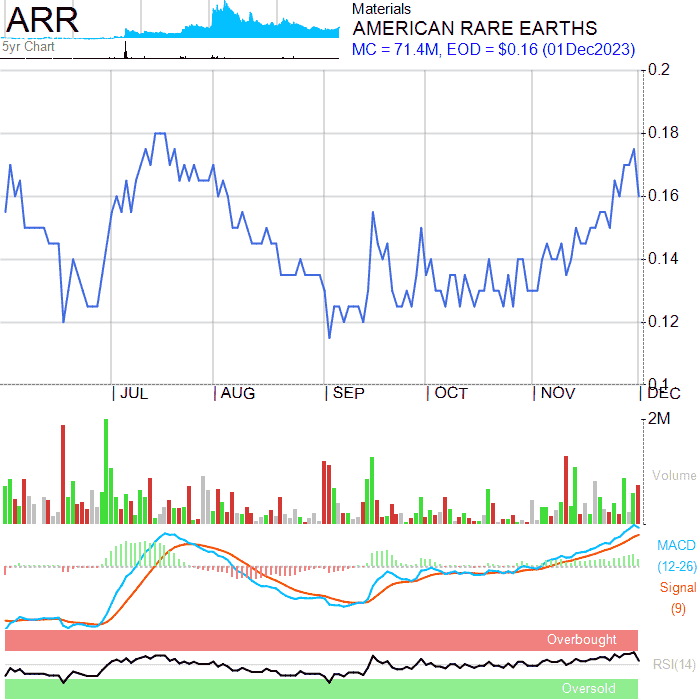 ARR
5yr Chart
Materials
AMERICAN RARE EARTHS
MC = 71.4M, EOD = $0.16 (01Dec2023)
0.2
0.18
0.16
0.14
0.12
0.1
JUL AUG SEP OCT NOV DEC
2M
Volume
MACD
(12-26)
Signal
(9)
Overbought
RSI(14)
Oversold